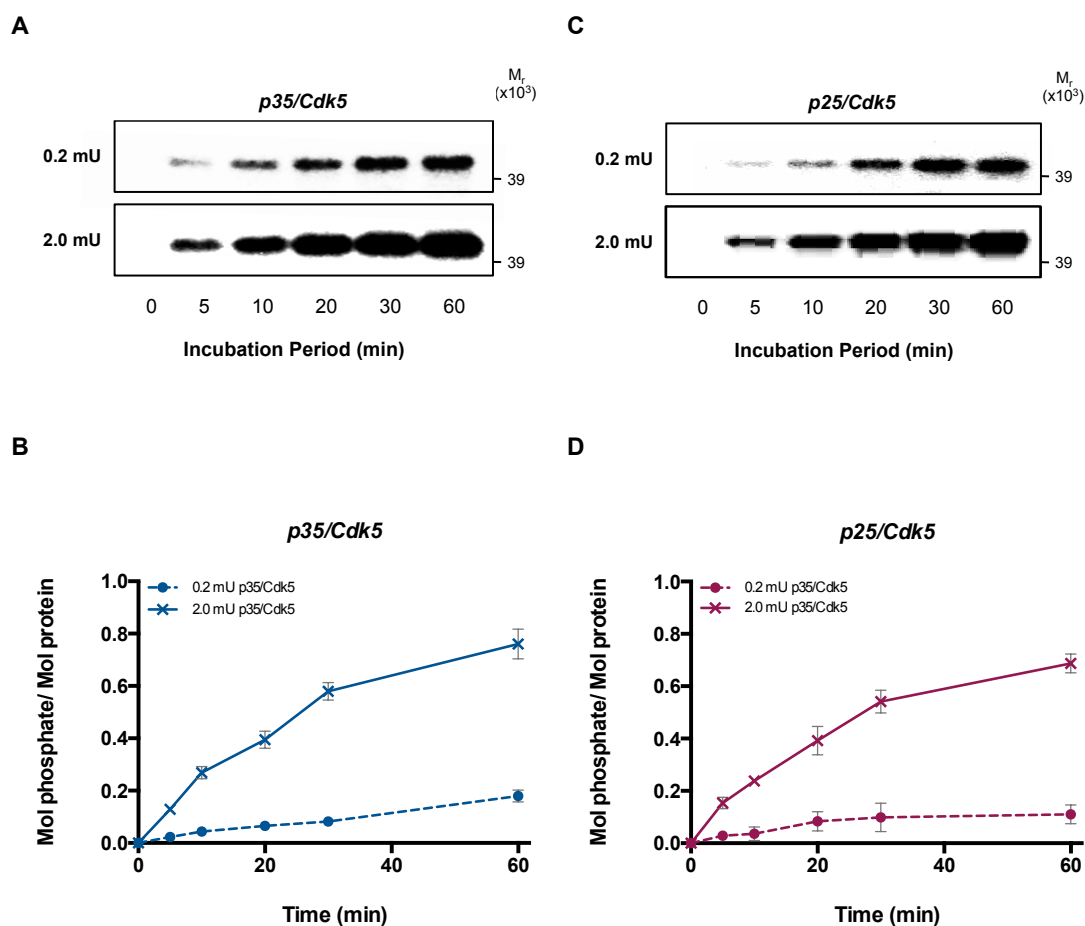 A
p35/Cdk5
Mr
(x10³)
0.2 mU
39
2.0 mU
39
0 5 10 20 30 60
Incubation Period (min)
C
p25/Cdk5
Mr
(x10³)
0.2 mU
39
2.0 mU
39
0 5 10 20 30 60
Incubation Period (min)
B
p35/Cdk5
Mol phosphate/ Mol protein
1.0
0.8
0.6
0.4
0.2
0.0
0.2 mU p35/Cdk5
2.0 mU p35/Cdk5
0 20 40 60
Time (min)
D
p25/Cdk5
Mol phosphate/ Mol protein
1.0
0.8
0.6
0.4
0.2
0.0
0.2 mU p35/Cdk5
2.0 mU p35/Cdk5
0 20 40 60
Time (min)